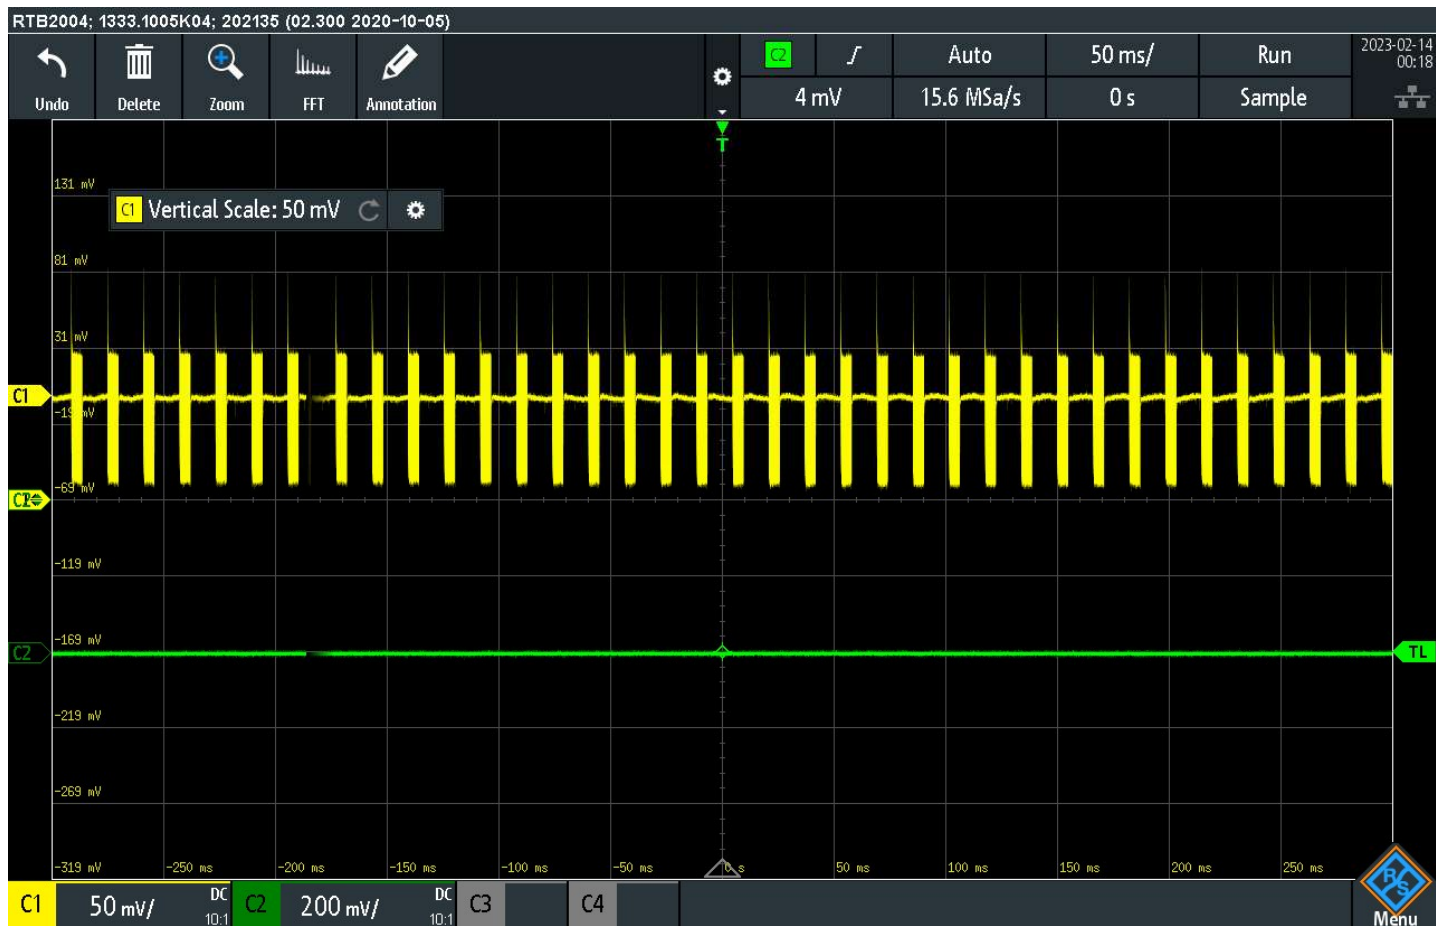 RTB2004; 1333.1005K04; 202135 (02.300 2020-10-05)
Undo Delete Zoom FFT Annotation
C2 Auto 50 ms/ Run
4 mV 15.6 MSa/s 0 s Sample
2023-02-14
00:18
T
131 mV
C1 Vertical Scale: 50 mV
81 mV
31 mV
C1
-19 mV
-69 mV
-119 mV
-169 mV
C2
TL
-219 mV
-269 mV
-319 mV -250 ms -200 ms -150 ms -100 ms -50 ms 0 s 50 ms 100 ms 150 ms 200 ms 250 ms
C1 50 mV/ DC 10:1 C2 200 mV/ DC 10:1 C3 C4
R&S
Menu